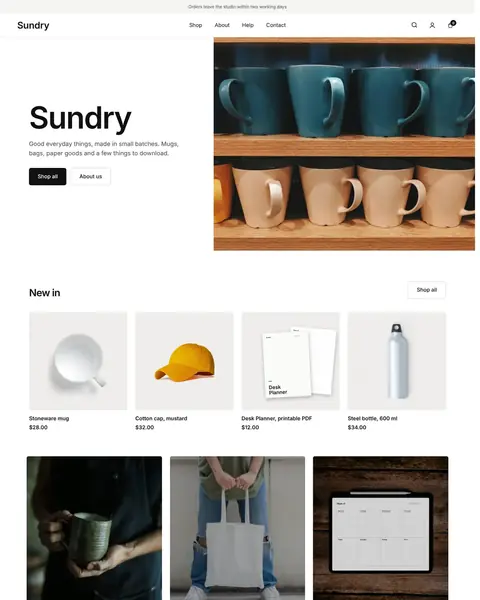 Orders leave the studio within two working days
Sundry
Shop About Help Contact
Sundry
Good everyday things, made in small batches. Mugs,
bags, paper goods and a few things to download.
Shop all About us
New in
Shop all
Desk
Planner
Stoneware mug
$28.00
Cotton cap, mustard
$32.00
Desk Planner, printable PDF
$12.00
Steel bottle, 600 ml
$34.00